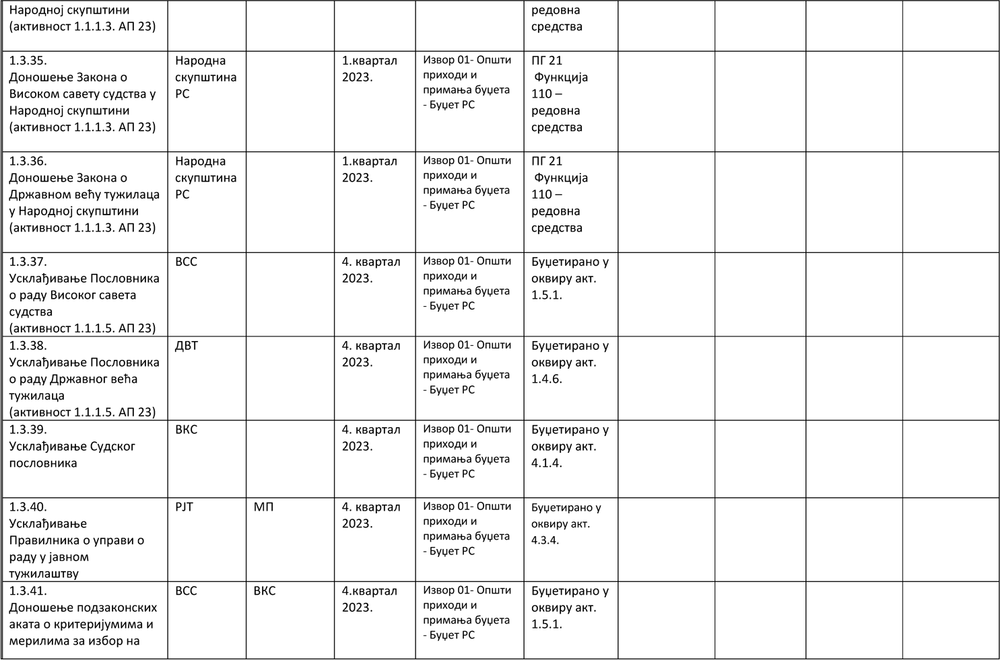 Народној скупштини
(активност 1.1.1.3. АП 23)
редовна
средства
1.3.35.
Доношење Закона о
Високом савету судства у
Народној скупштини
(активност 1.1.1.3. АП 23)
Народна
скупштина
РС
1.квартал
2023.
Извор 01- Општи
приходи и
примања буџета
- Буџет РС
ПГ 21
Функција
110 –
редовна
средства
1.3.36.
Доношење Закона о
Државном већу тужилаца
у Народној скупштини
(активност 1.1.1.3. АП 23)
Народна
скупштина
РС
1.квартал
2023.
Извор 01- Општи
приходи и
примања буџета
- Буџет РС
ПГ 21
Функција
110 –
редовна
средства
1.3.37.
Усклађивање Пословника
о раду Високог савета
судства
(активност 1.1.1.5. АП 23)
ВСС
4. квартал
2023.
Извор 01- Општи
приходи и
примања буџета
- Буџет РС
Буџетирано у
оквиру акт.
1.5.1.
1.3.38.
Усклађивање Пословника
о раду Државног већа
тужилаца
(активност 1.1.1.5. АП 23)
ДВТ
4. квартал
2023.
Извор 01- Општи
приходи и
примања буџета
- Буџет РС
Буџетирано у
оквиру акт.
1.4.6.
1.3.39.
Усклађивање Судског
пословника
ВКС
4. квартал
2023.
Извор 01- Општи
приходи и
примања буџета
- Буџет РС
Буџетирано у
оквиру акт.
4.1.4.
1.3.40.
Усклађивање
Правилника о управи о
раду у јавном
тужилаштву
РЈТ
МП
4. квартал
2023.
Извор 01- Општи
приходи и
примања буџета
- Буџет РС
Буџетирано у
оквиру акт.
4.3.4.
1.3.41.
Доношење подзаконских
аката о критеријумима и
мерилима за избор на
ВСС
ВКС
4.квартал
2023.
Извор 01- Општи
приходи и
примања буџета
- Буџет РС
Буџетирано у
оквиру акт.
1.5.1.